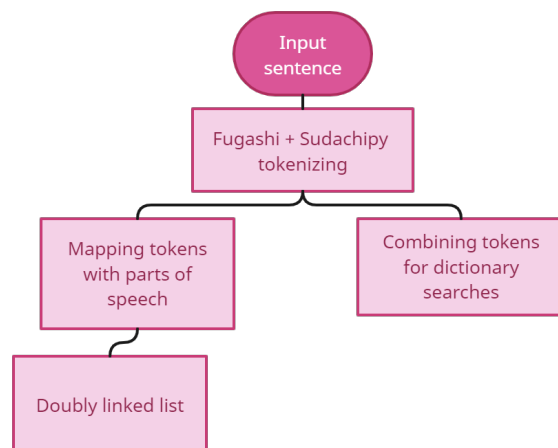 Input
sentence
Fugashi + Sudachipy
tokenizing
Mapping tokens
with parts of
speech
Combining tokens
for dictionary
searches
Doubly linked list